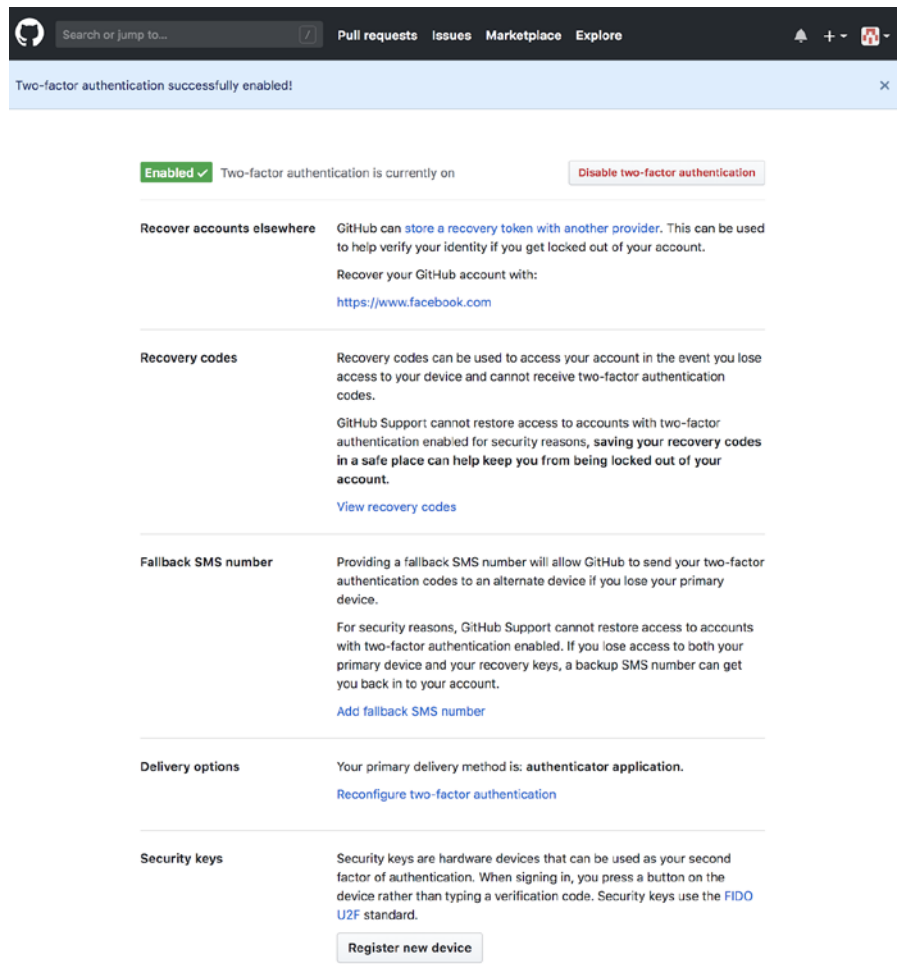 Search or jump to... /
Pull requests Issues Marketplace Explore
Two-factor authentication successfully enabled!
Enabled ✓ Two-factor authentication is currently on
Disable two-factor authentication
Recover accounts elsewhere
GitHub can store a recovery token with another provider. This can be used
to help verify your identity if you get locked out of your account.
Recover your GitHub account with:
https://www.facebook.com
Recovery codes
Recovery codes can be used to access your account in the event you lose
access to your device and cannot receive two-factor authentication
codes.
GitHub Support cannot restore access to accounts with two-factor
authentication enabled for security reasons, saving your recovery codes
in a safe place can help keep you from being locked out of your
account.
View recovery codes
Fallback SMS number
Providing a fallback SMS number will allow GitHub to send your two-factor
authentication codes to an alternate device if you lose your primary
device.
For security reasons, GitHub Support cannot restore access to accounts
with two-factor authentication enabled. If you lose access to both your
primary device and your recovery keys, a backup SMS number can get
you back in to your account.
Add fallback SMS number
Delivery options
Your primary delivery method is: authenticator application.
Reconfigure two-factor authentication
Security keys
Security keys are hardware devices that can be used as your second
factor of authentication. When signing in, you press a button on the
device rather than typing a verification code. Security keys use the FIDO
U2F standard.
Register new device